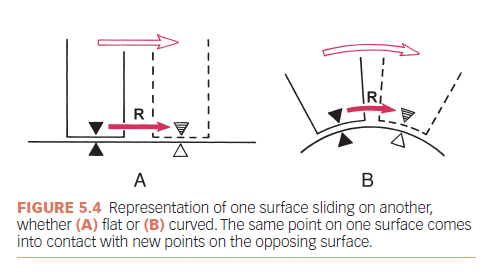 R
R
A
B
FIGURE 5.4 Representation of one surface sliding on another,
whether (A) flat or (B) curved. The same point on one surface comes
into contact with new points on the opposing surface.